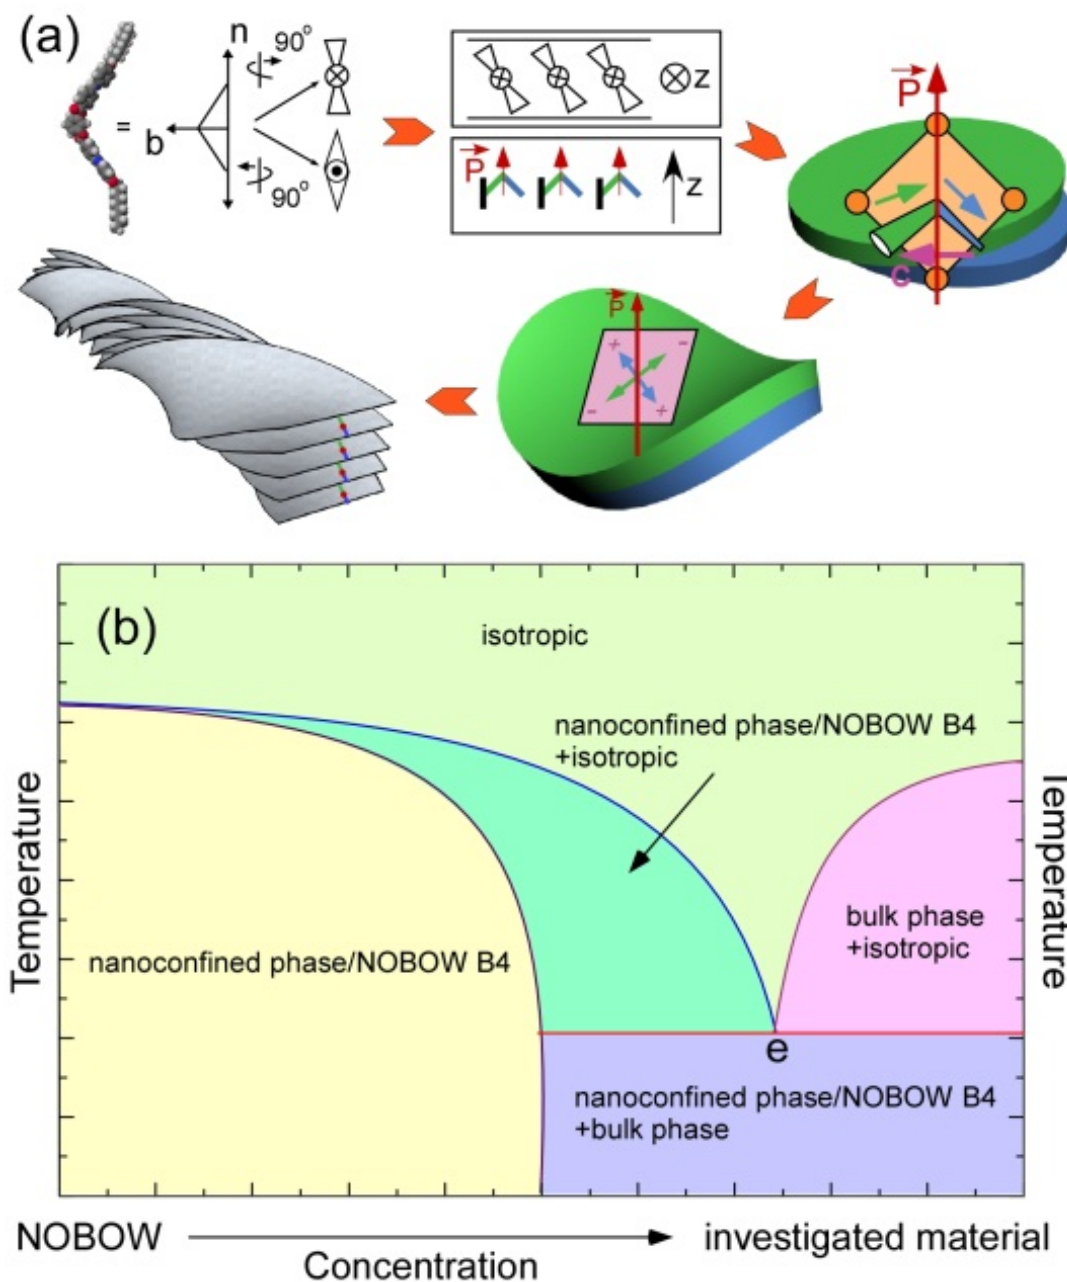 (a)
n
90°
b
=
90°
z
P
z
P
c
P
+
-
-
+
(b)
isotropic
nanoconfined phase/NOBOW B4
+isotropic
bulk phase
+isotropic
nanoconfined phase/NOBOW B4
e
nanoconfined phase/NOBOW B4
+bulk phase
Temperature
Temperature
NOBOW
Concentration
investigated material